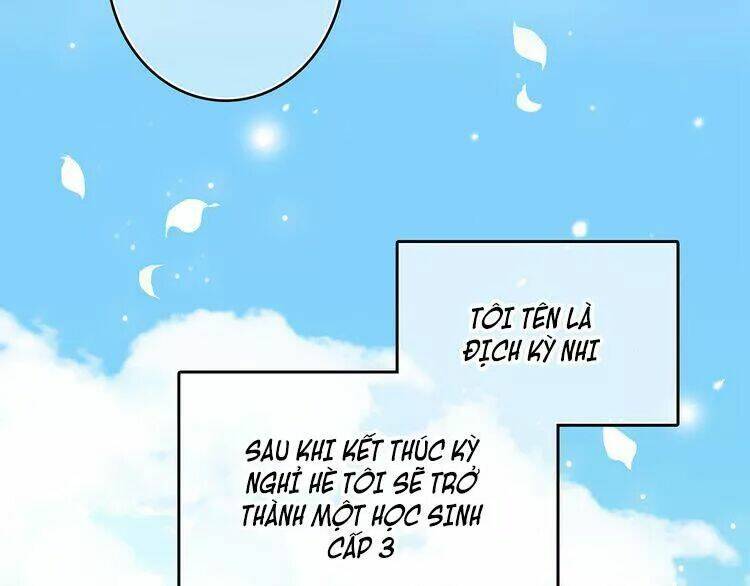 TÔI TÊN LÀ
ĐỊCH KỲ NHI
SAU KHI KẾT THÚC KỲ
NGHỈ HÈ TÔI SẼ TRỞ
THÀNH MỘT HỌC SINH
CẤP 3